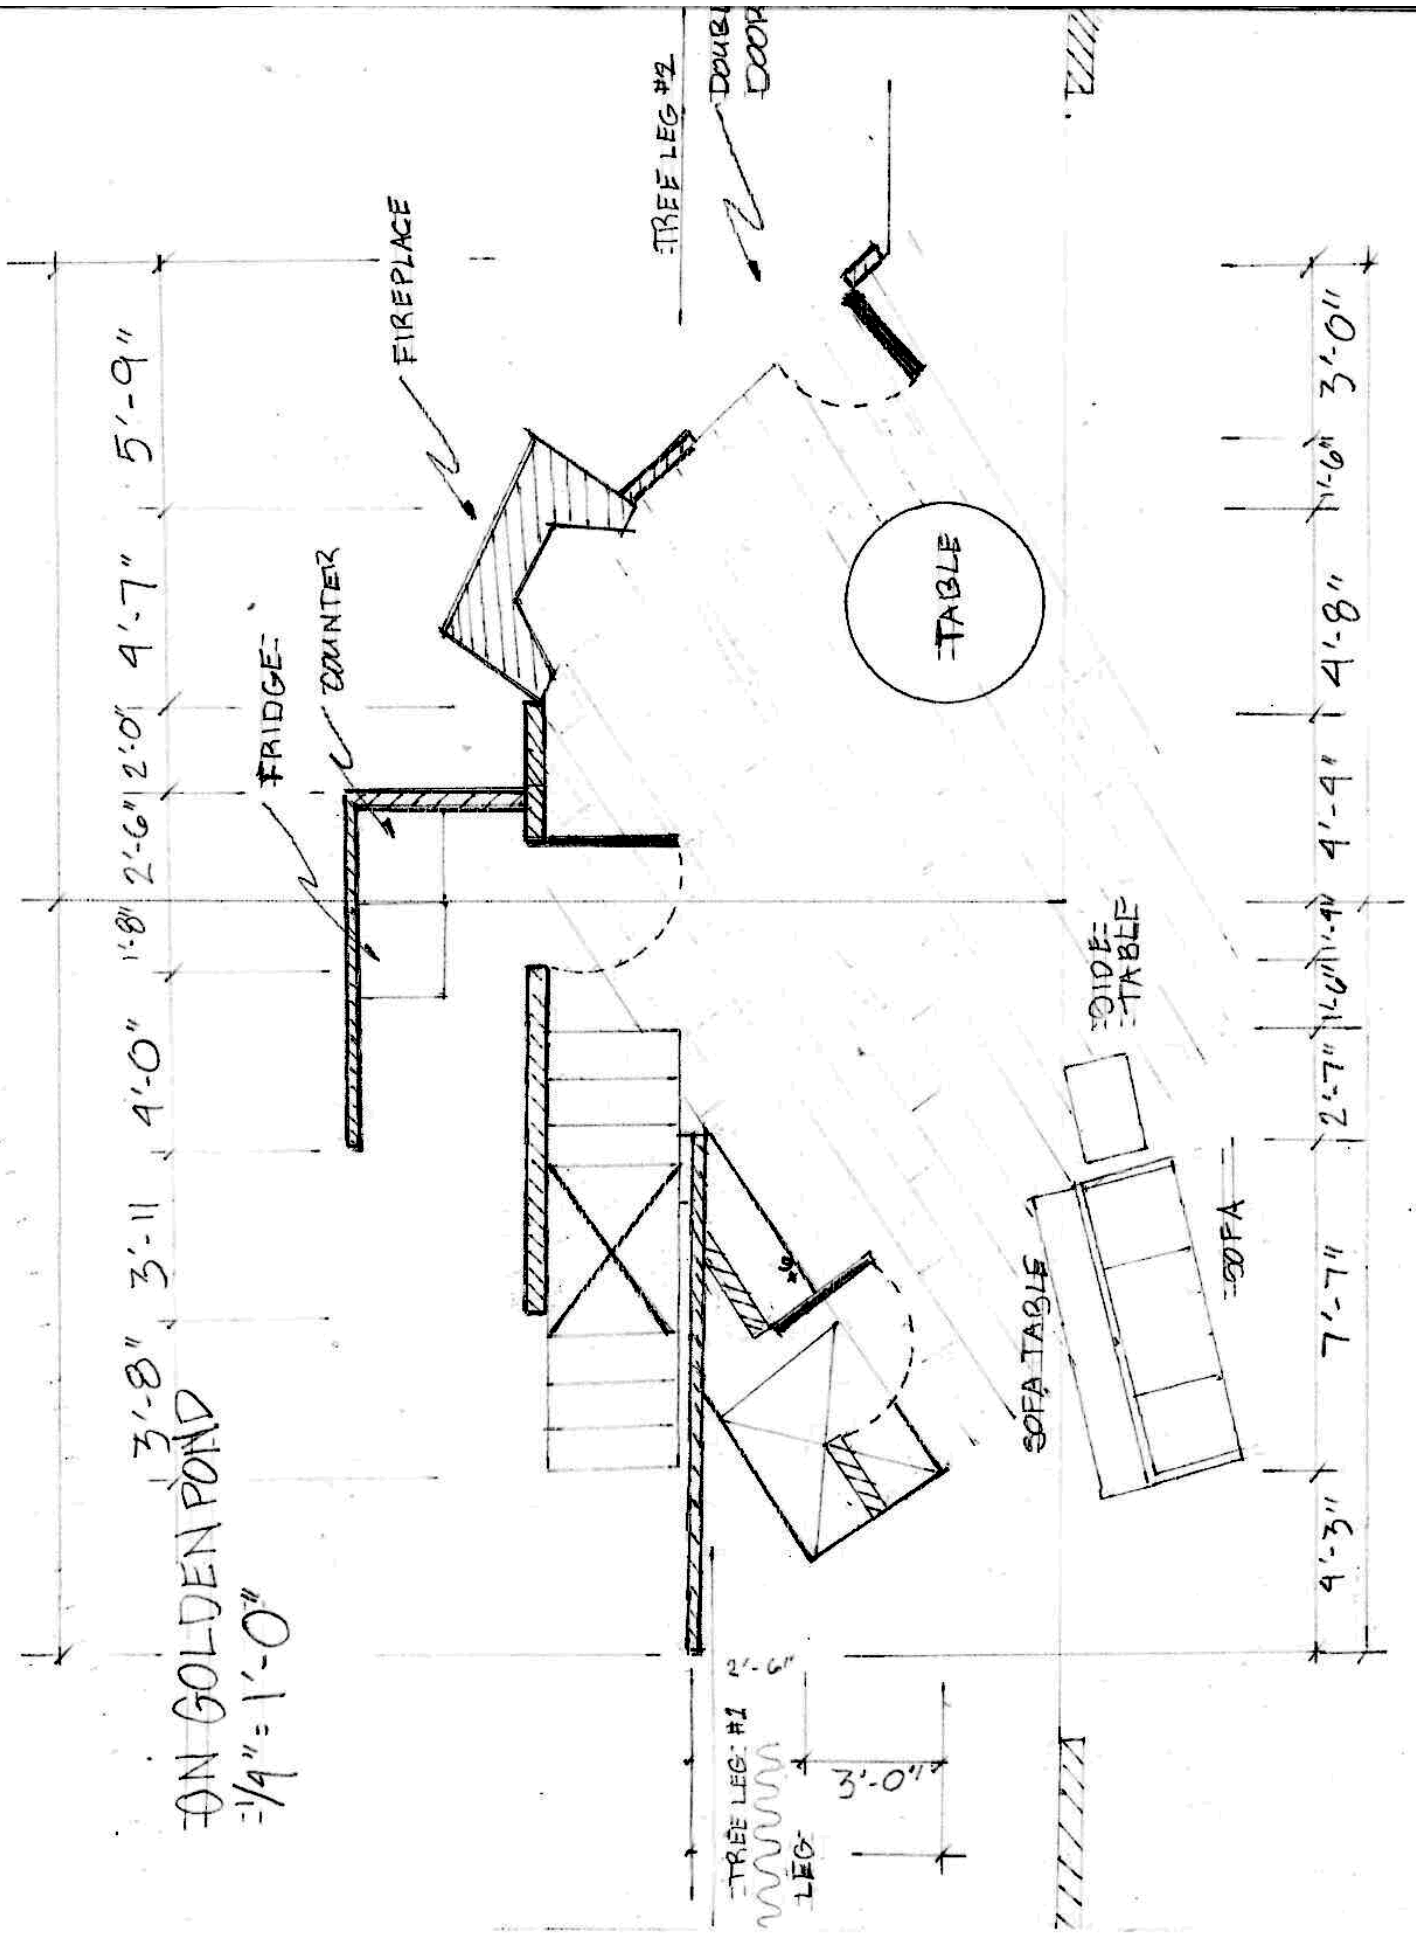 ON GOLDEN POND
1/4" = 1'-0"
3'-8"
3'-11
4'-0"
1'-8"
2'-6"
2'-0"
4'-7"
5'-9"
FRIDGE
COUNTER
FIREPLACE
TREE LEG #2
DOUBL
DOOR
TABLE
SIDE
TABLE
SOFA TABLE
SOFA
TREE LEG #1
LEG
2'-6"
3'-0"
4'-3"
7'-7"
2'-7"
1'-6"
1'-4"
4'-4"
4'-8"
1'-6"
3'-0"